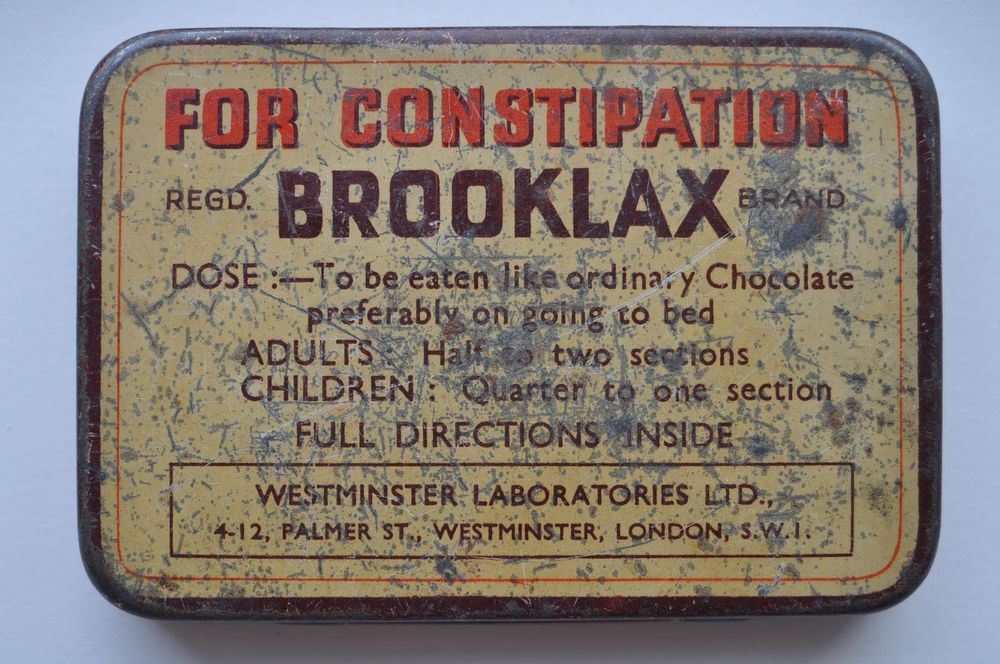 FOR CONSTIPATION
REGD. BROOKLAX BRAND
DOSE :—To be eaten like ordinary Chocolate
preferably on going to bed
ADULTS : Half to two sections
CHILDREN : Quarter to one section
FULL DIRECTIONS INSIDE
WESTMINSTER LABORATORIES LTD.,
4-12, PALMER ST., WESTMINSTER, LONDON, S.W.1.